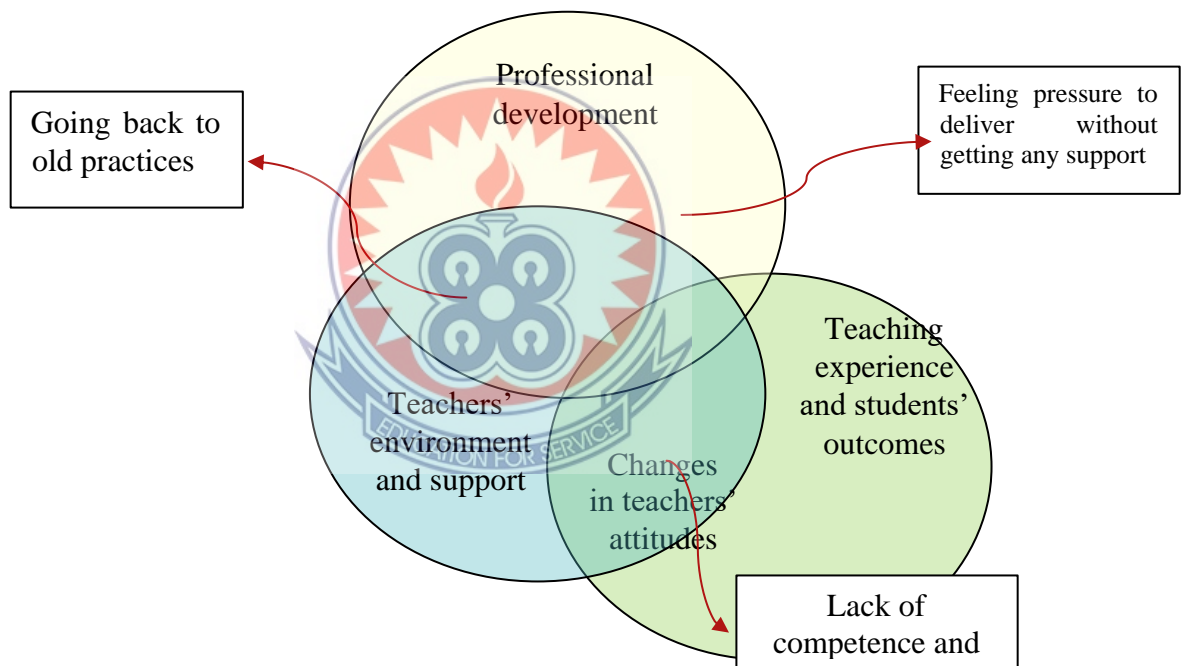 Professional
development
Going back to
old practices
Feeling pressure to
deliver without
getting any support
Teaching
experience
and students’
outcomes
Teachers’
environment
and support
EDUCATION FOR SERVICE
Changes
in teachers’
attitudes
Lack of
competence and